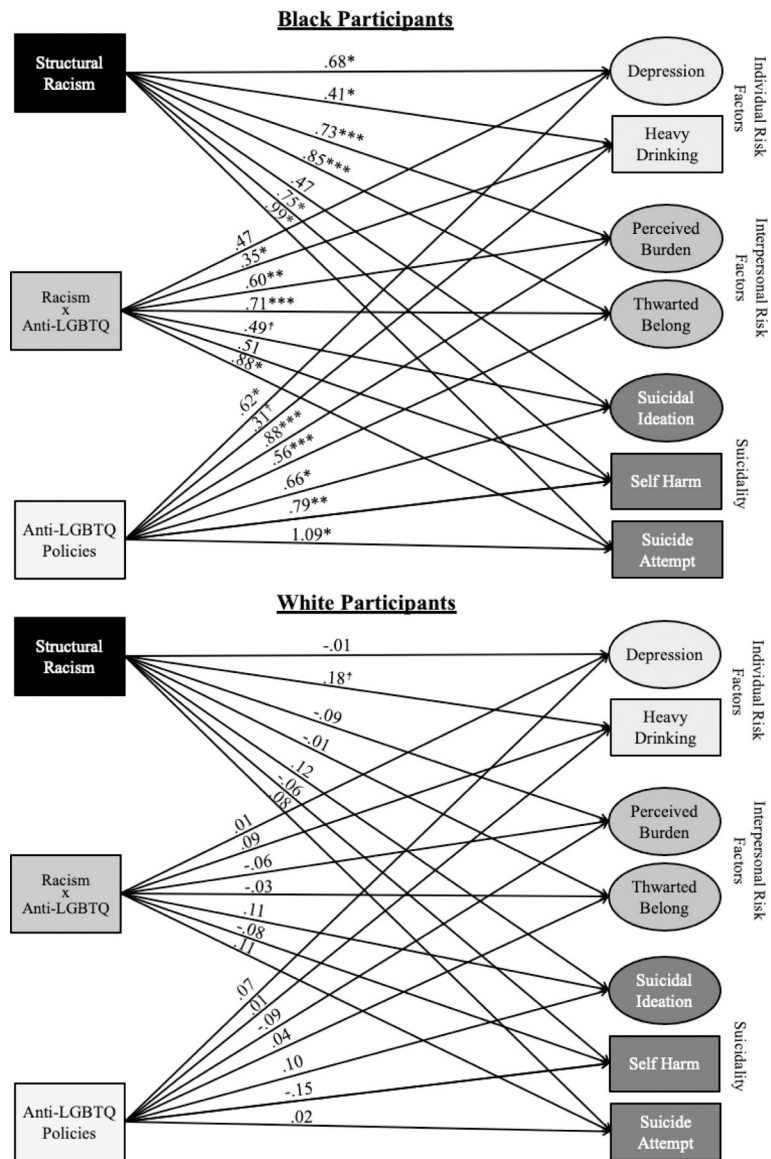 Black Participants
Structural
Racism
.68*
.41*
.73***
.85***
.47
.75*
.99*
Depression
Heavy
Drinking
Individual Risk
Factors
Racism
x
Anti-LGBTQ
.47
.35*
.60**
.71***
.49†
.51
.88*
Perceived
Burden
Thwarted
Belong
Interpersonal Risk
Factors
Anti-LGBTQ
Policies
.62*
.31†
.88***
.56***
.66*
.79**
1.09*
Suicidal
Ideation
Self Harm
Suicide
Attempt
Suicidality
White Participants
Structural
Racism
-.01
.18†
-.09
-.01
.12
-.06
.08
Depression
Heavy
Drinking
Individual Risk
Factors
Racism
x
Anti-LGBTQ
.01
.09
-.06
-.03
.11
-.08
.11
Perceived
Burden
Thwarted
Belong
Interpersonal Risk
Factors
Anti-LGBTQ
Policies
.07
.01
-.09
.04
.10
-.15
.02
Suicidal
Ideation
Self Harm
Suicide
Attempt
Suicidality